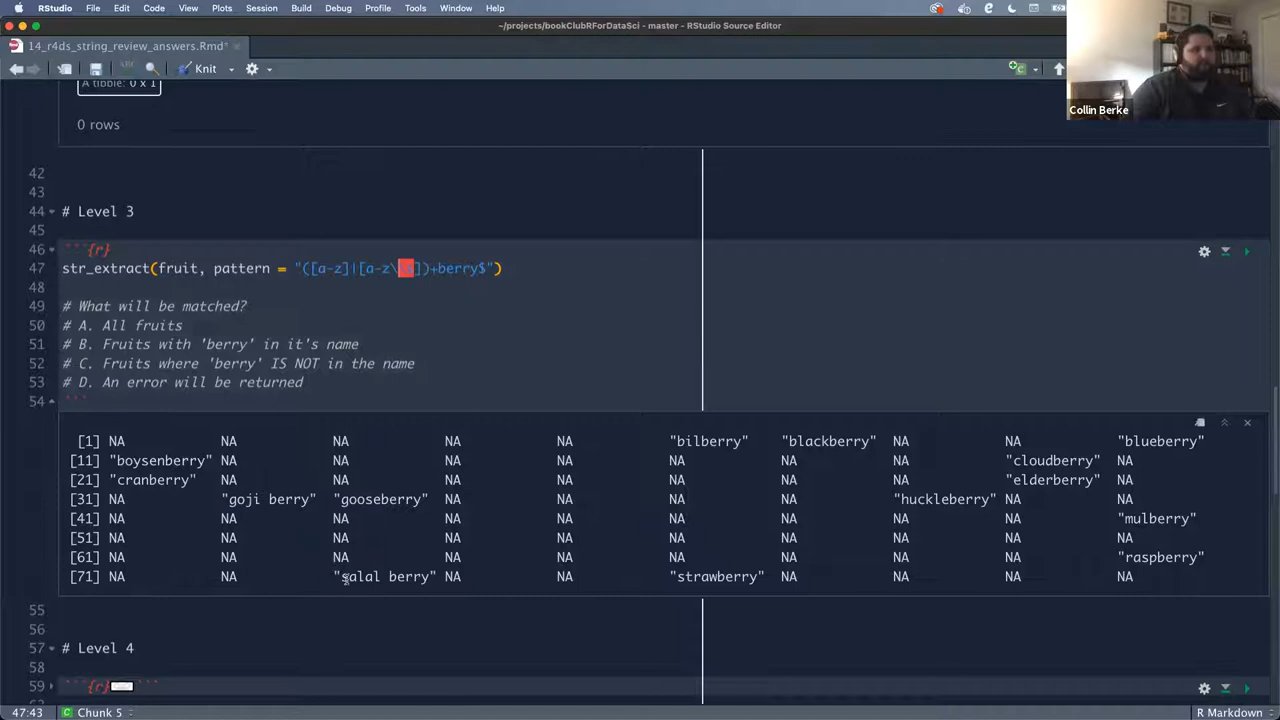 RStudio File Edit Code View Plots Session Build Debug Profile Tools Window Help
~/projects/bookClubRForDataSci - master - RStudio Source Editor
14_r4ds_string_review_answers.Rmd*
Knit
Collin Berke
A tibble: 0 x 1
0 rows
42
43
44 # Level 3
45
46 ```{r}
47 str_extract(fruit, pattern = "([a-z]|[a-z\ ])+berry$")
48
49 # What will be matched?
50 # A. All fruits
51 # B. Fruits with 'berry' in it's name
52 # C. Fruits where 'berry' IS NOT in the name
53 # D. An error will be returned
54 ```
[1] NA NA NA NA NA "bilberry" "blackberry" NA NA "blueberry"
[11] "boysenberry" NA NA NA NA NA NA NA "cloudberry" NA
[21] "cranberry" NA NA NA NA NA NA NA "elderberry" NA
[31] NA "goji berry" "gooseberry" NA NA NA NA "huckleberry" NA NA
[41] NA NA NA NA NA NA NA NA NA "mulberry"
[51] NA NA NA NA NA NA NA NA NA NA
[61] NA NA NA NA NA NA NA NA NA "raspberry"
[71] NA NA "salal berry" NA NA "strawberry" NA NA NA NA
55
56
57 # Level 4
58
59 ```{r} ```
47:43 Chunk 5 R Markdown